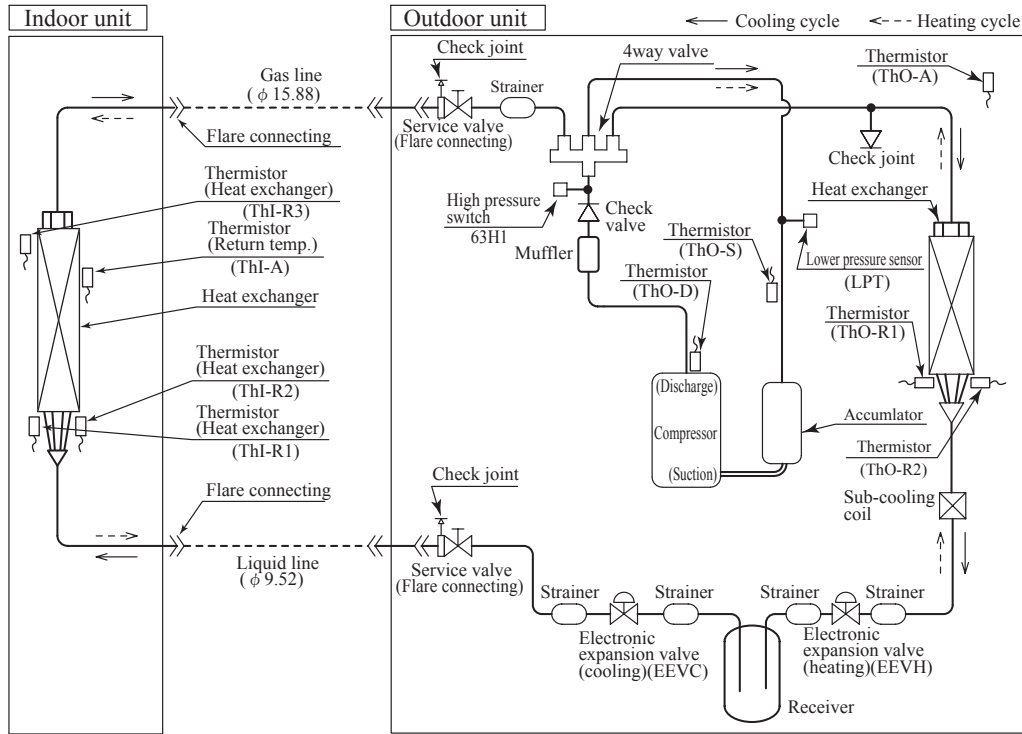 Indoor unit
Outdoor unit
Cooling cycle
Heating cycle
Check joint
4way valve
Thermistor
(ThO-A)
Gas line
( φ 15.88)
Strainer
Service valve
(Flare connecting)
Flare connecting
Check joint
Thermistor
(Heat exchanger)
(ThI-R3)
Thermistor
(Return temp.)
(ThI-A)
Heat exchanger
High pressure
switch
63H1
Check
valve
Muffler
Thermistor
(ThO-S)
Thermistor
(ThO-D)
Heat exchanger
Lower pressure sensor
(LPT)
Thermistor
(ThO-R1)
Thermistor
(Heat exchanger)
(ThI-R2)
Thermistor
(Heat exchanger)
(ThI-R1)
(Discharge)
Compressor
(Suction)
Accumlator
Thermistor
(ThO-R2)
Flare connecting
Check joint
Sub-cooling
coil
Liquid line
( φ 9.52)
Service valve
(Flare connecting)
Strainer
Strainer
Strainer
Strainer
Electronic
expansion valve
(cooling)(EEVC)
Electronic
expansion valve
(heating)(EEVH)
Receiver